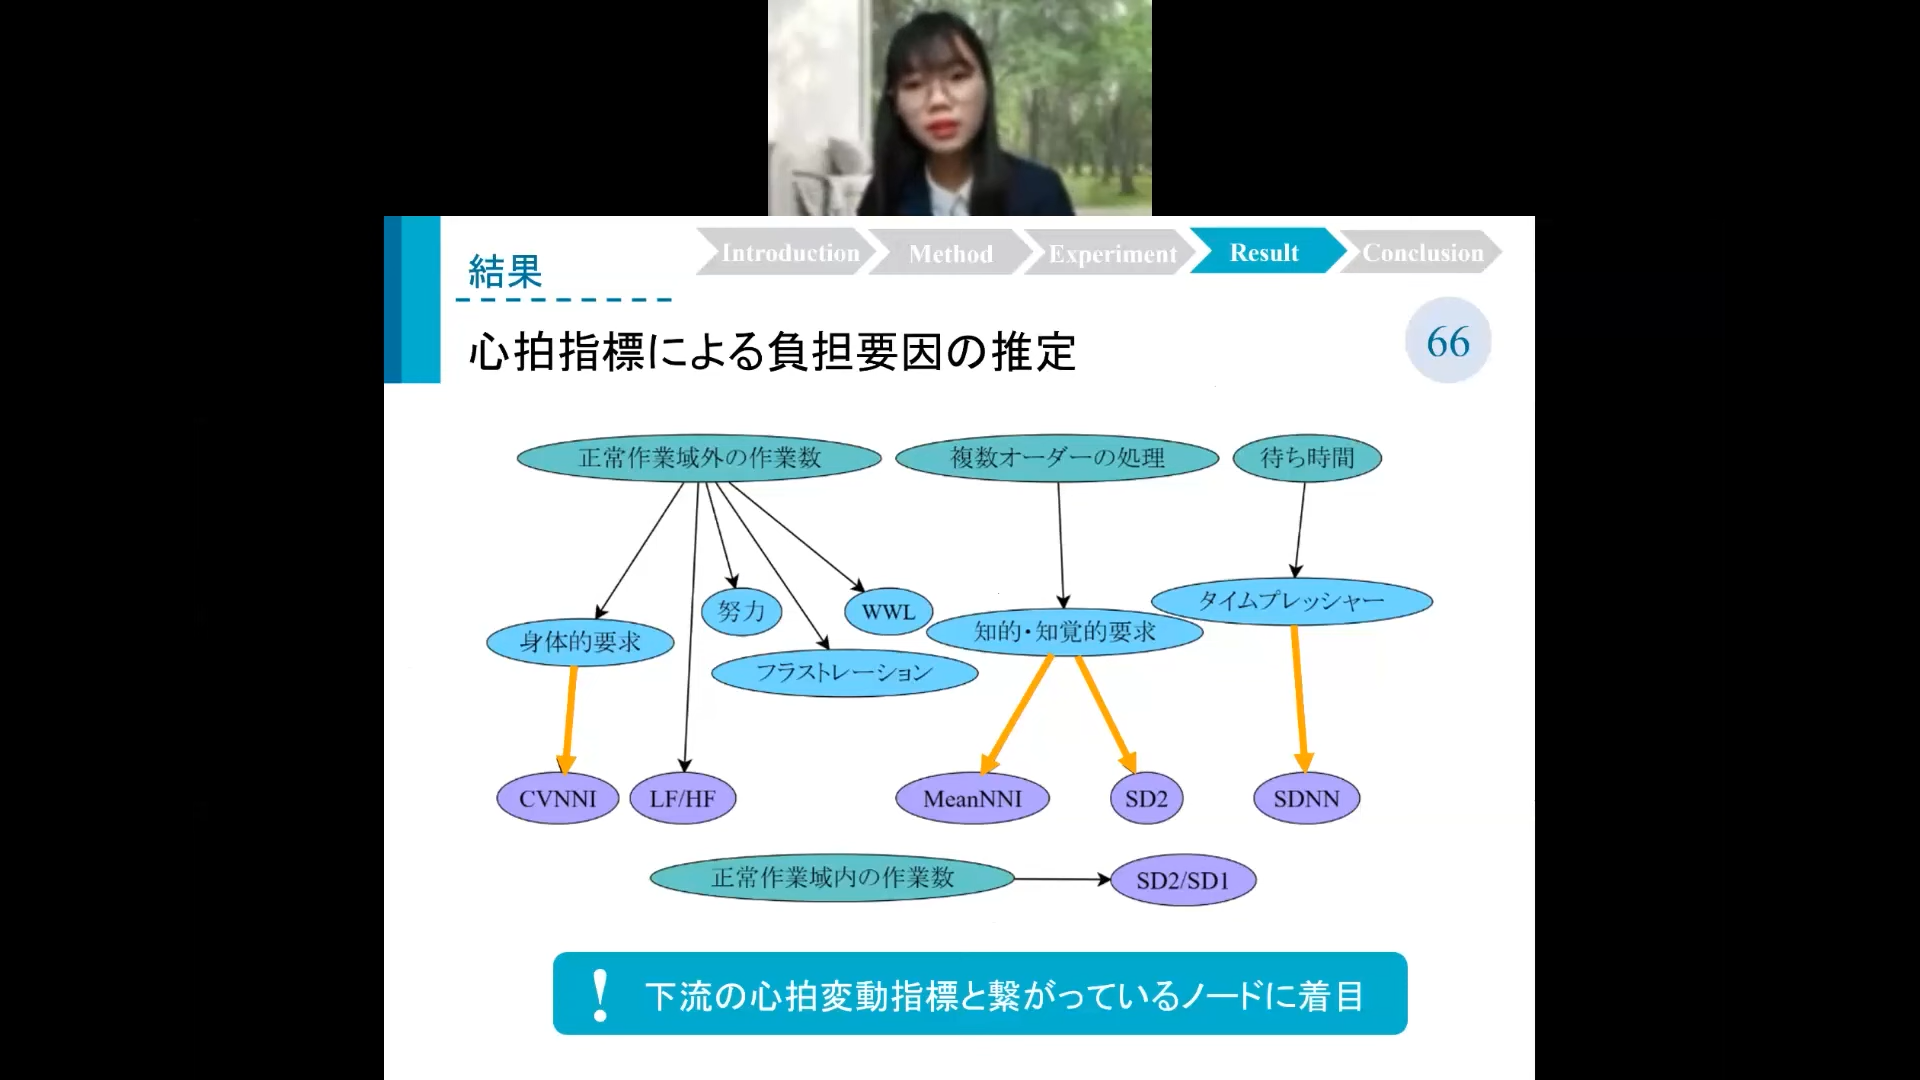 Introduction
Method
Experiment
Result
Conclusion
結果
心拍指標による負担要因の推定
66
正常作業域外の作業数
複数オーダーの処理
待ち時間
タイムプレッシャー
努力
WWL
知的・知覚的要求
身体的要求
フラストレーション
CVNNI
LF/HF
MeanNNI
SD2
SDNN
正常作業域内の作業数
SD2/SD1
! 下流の心拍変動指標と繋がっているノードに着目